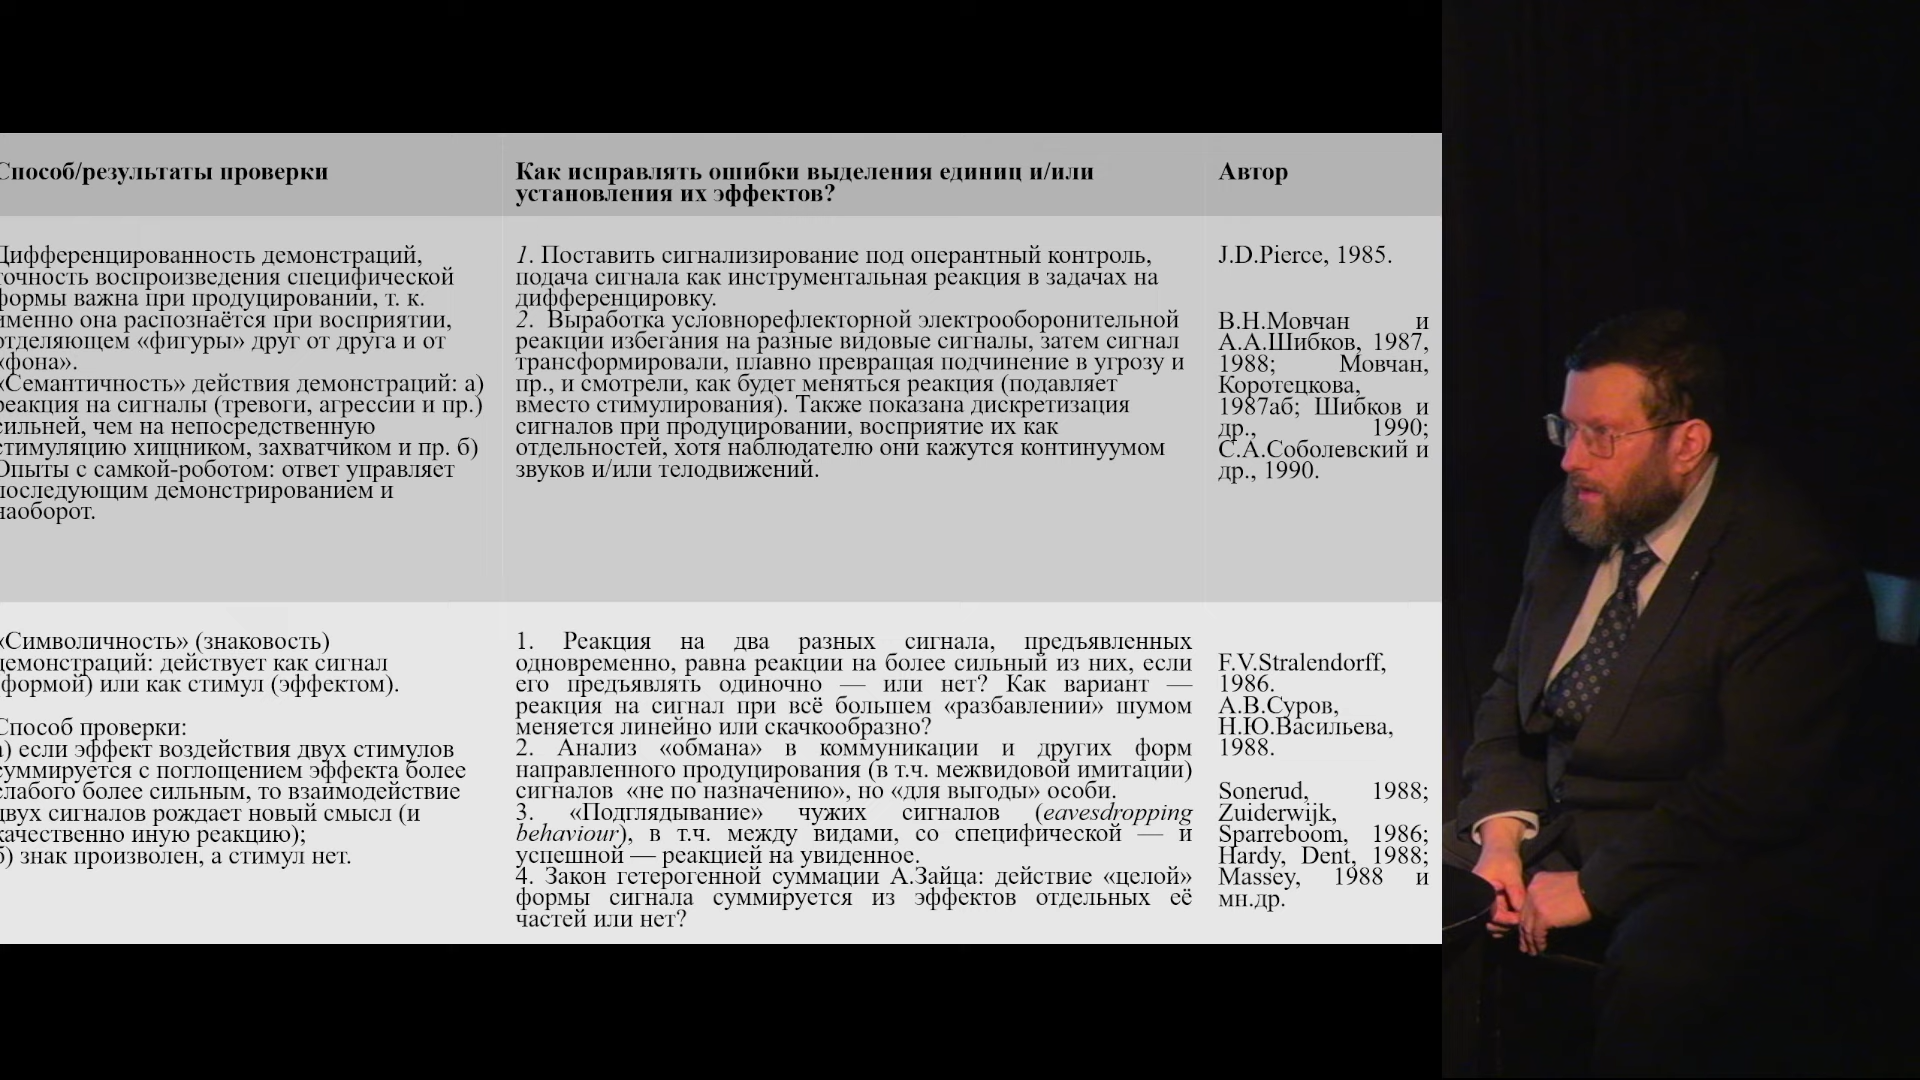 Способ/результаты проверки
Как исправлять ошибки выделения единиц и/или
установления их эффектов?
Автор
Дифференцированность демонстраций,
точность воспроизведения специфической
формы важна при продуцировании, т. к.
именно она распознаётся при восприятии,
отделяющем «фигуры» друг от друга и от
«фона».
«Семантичность» действия демонстраций: а)
реакция на сигналы (тревоги, агрессии и пр.)
сильней, чем на непосредственную
стимуляцию хищником, захватчиком и пр. б)
Опыты с самкой-роботом: ответ управляет
последующим демонстрированием и
наоборот.
1. Поставить сигнализирование под оперантный контроль,
подача сигнала как инструментальная реакция в задачах на
дифференцировку.
2. Выработка условнорефлекторной электрооборонительной
реакции избегания на разные видовые сигналы, затем сигнал
трансформировали, плавно превращая подчинение в угрозу и
пр., и смотрели, как будет меняться реакция (подавляет
вместо стимулирования). Также показана дискретизация
сигналов при продуцировании, восприятие их как
отдельностей, хотя наблюдателю они кажутся континуумом
звуков и/или телодвижений.
J.D.Pierce, 1985.
В.Н.Мовчан и
А.А.Шибков, 1987,
1988; Мовчан,
Коротецкова,
1987аб; Шибков и
др., 1990;
С.А.Соболевский и
др., 1990.
«Символичность» (знаковость)
демонстраций: действует как сигнал
(формой) или как стимул (эффектом).
Способ проверки:
а) если эффект воздействия двух стимулов
суммируется с поглощением эффекта более
слабого более сильным, то взаимодействие
двух сигналов рождает новый смысл (и
качественно иную реакцию);
б) знак произволен, а стимул нет.
1. Реакция на два разных сигнала, предъявленных
одновременно, равна реакции на более сильный из них, если
его предъявлять одиночно — или нет? Как вариант —
реакция на сигнал при всё большем «разбавлении» шумом
меняется линейно или скачкообразно?
2. Анализ «обмана» в коммуникации и других форм
направленного продуцирования (в т.ч. межвидовой имитации)
сигналов «не по назначению», но «для выгоды» особи.
3. «Подглядывание» чужих сигналов (eavesdropping
behaviour), в т.ч. между видами, со специфической — и
успешной — реакцией на увиденное.
4. Закон гетерогенной суммации А.Зайца: действие «целой»
формы сигнала суммируется из эффектов отдельных её
частей или нет?
F.V.Stralendorff,
1986.
А.В.Суров,
Н.Ю.Васильева,
1988.
Sonerud, 1988;
Zuiderwijk,
Sparreboom, 1986;
Hardy, Dent, 1988;
Massey, 1988 и
мн.др.